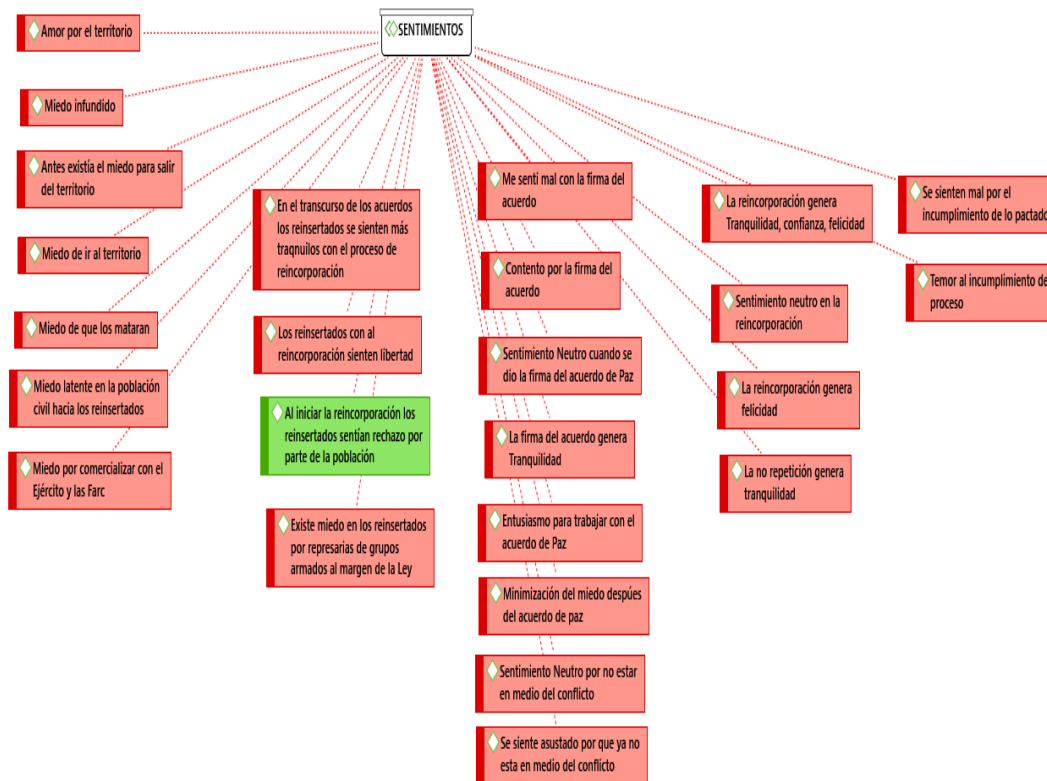 SENTIMIENTOS
Amor por el territorio
Miedo infundido
Antes existía el miedo para salir
del territorio
Miedo de ir al territorio
Miedo de que los mataran
Miedo latente en la población
civil hacia los reinsertados
Miedo por comercializar con el
Ejército y las Farc
En el transcurso de los acuerdos
los reinsertados se sienten más
traqnuilos con el proceso de
reincorporación
Los reinsertados con al
reincorporación sienten libertad
Al iniciar la reincorporación los
reinsertados sentían rechazo por
parte de la población
Existe miedo en los reinsertados
por represarias de grupos
armados al margen de la Ley
Me senti mal con la firma del
acuerdo
Contento por la firma del
acuerdo
Sentimiento Neutro cuando se
dio la firma del acuerdo de Paz
La firma del acuerdo genera
Tranquilidad
Entusiasmo para trabajar con el
acuerdo de Paz
Minimización del miedo despúes
del acuerdo de paz
Sentimiento Neutro por no estar
en medio del conflicto
Se siente asustado por que ya no
esta en medio del conflicto
La reincorporación genera
Tranquilidad, confianza, felicidad
Sentimiento neutro en la
reincorporación
La reincorporación genera
felicidad
La no repetición genera
tranquilidad
Se sienten mal por el
incumplimiento de lo pactado
Temor al incumplimiento de
proceso